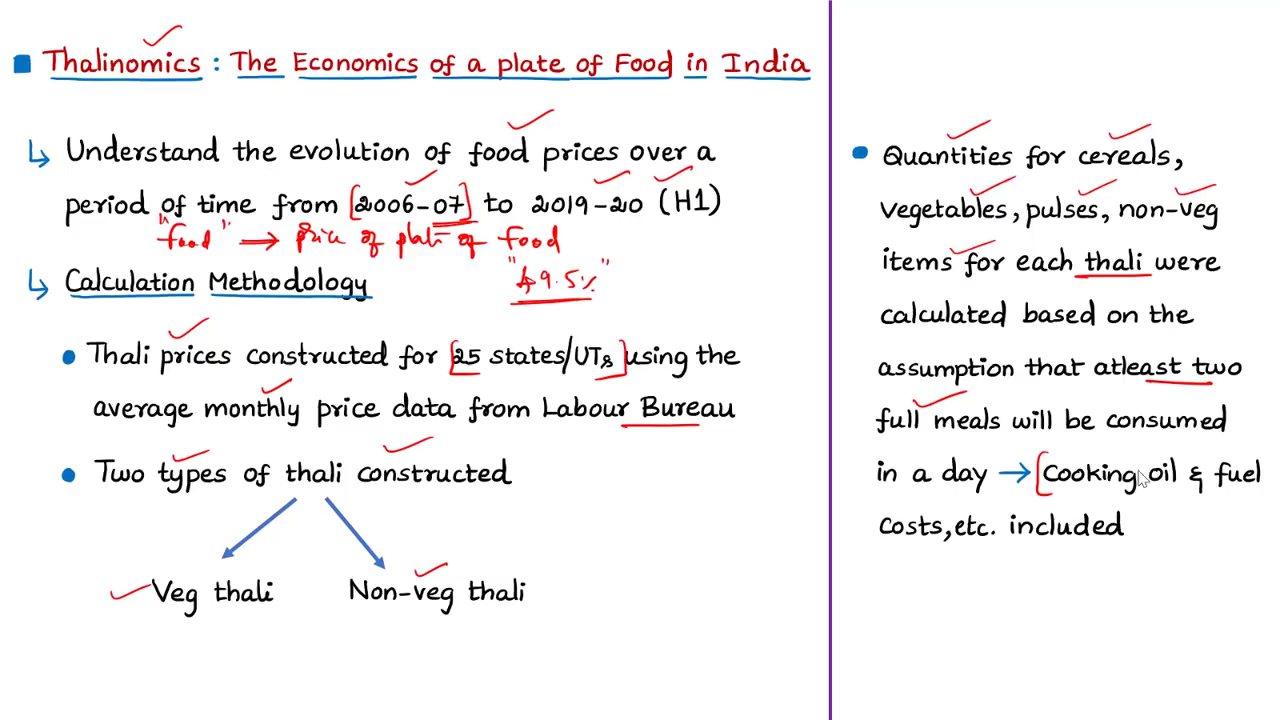 Thalinomics : The Economics of a plate of Food in India
Understand the evolution of food prices over a
period of time from [2006-07] to 2019-20 (H1)
"food" → price of plate of food
Calculation Methodology
9.5%
Thali prices constructed for [25 states/UTs] using the
average monthly price data from Labour Bureau
Two types of thali constructed
Veg thali
Non-veg thali
Quantities for cereals,
vegetables, pulses, non-veg
items for each thali were
calculated based on the
assumption that atleast two
full meals will be consumed
in a day → [Cooking oil & fuel
costs, etc. included